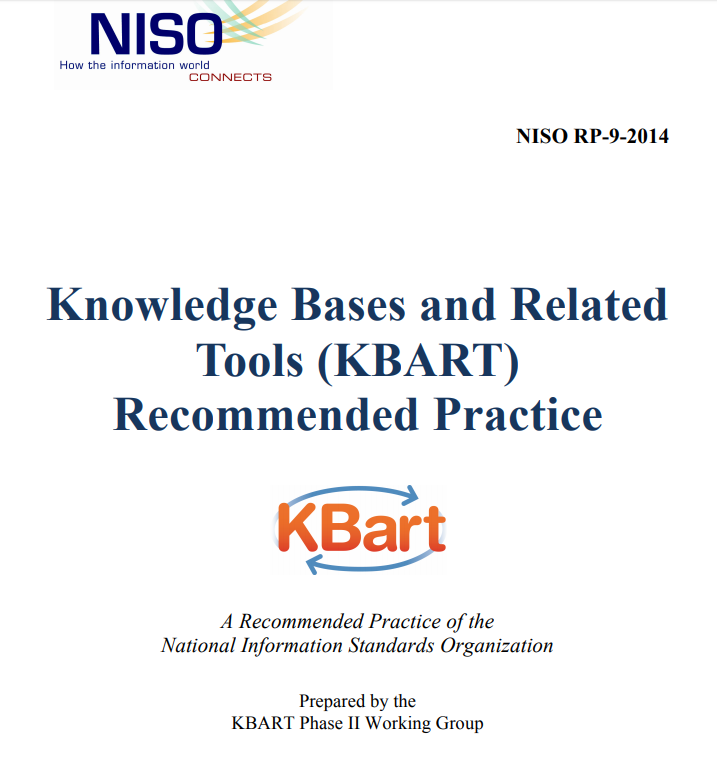 NISO
How the information world
CONNECTS
NISO RP-9-2014
Knowledge Bases and Related
Tools (KBART)
Recommended Practice
KBart
A Recommended Practice of the
National Information Standards Organization
Prepared by the
KBART Phase II Working Group